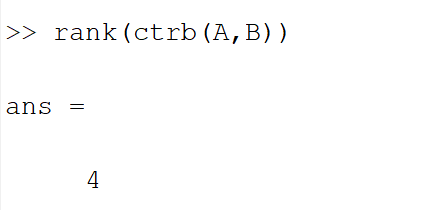 >> rank(ctrb(A,B))
ans =
4